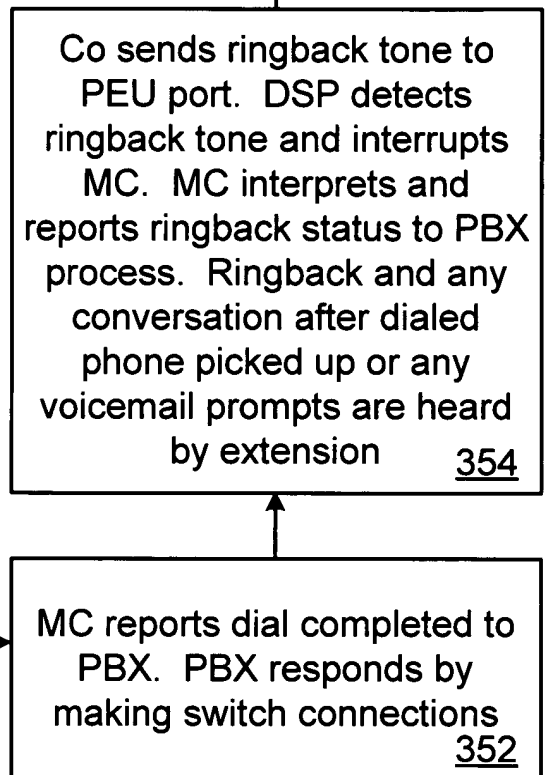 Co sends ringback tone to
PEU port. DSP detects
ringback tone and interrupts
MC. MC interprets and
reports ringback status to PBX
process. Ringback and any
conversation after dialed
phone picked up or any
voicemail prompts are heard
by extension 354
MC reports dial completed to
PBX. PBX responds by
making switch connections
352